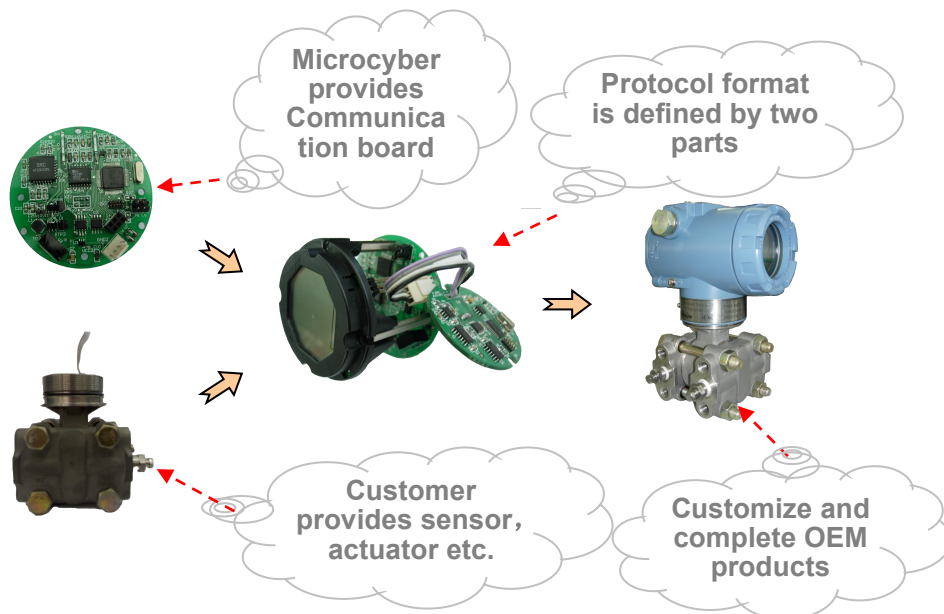 Microcyber
provides
Communica
tion board
Protocol format
is defined by two
parts
Customer
provides sensor，
actuator etc.
Customize and
complete OEM
products